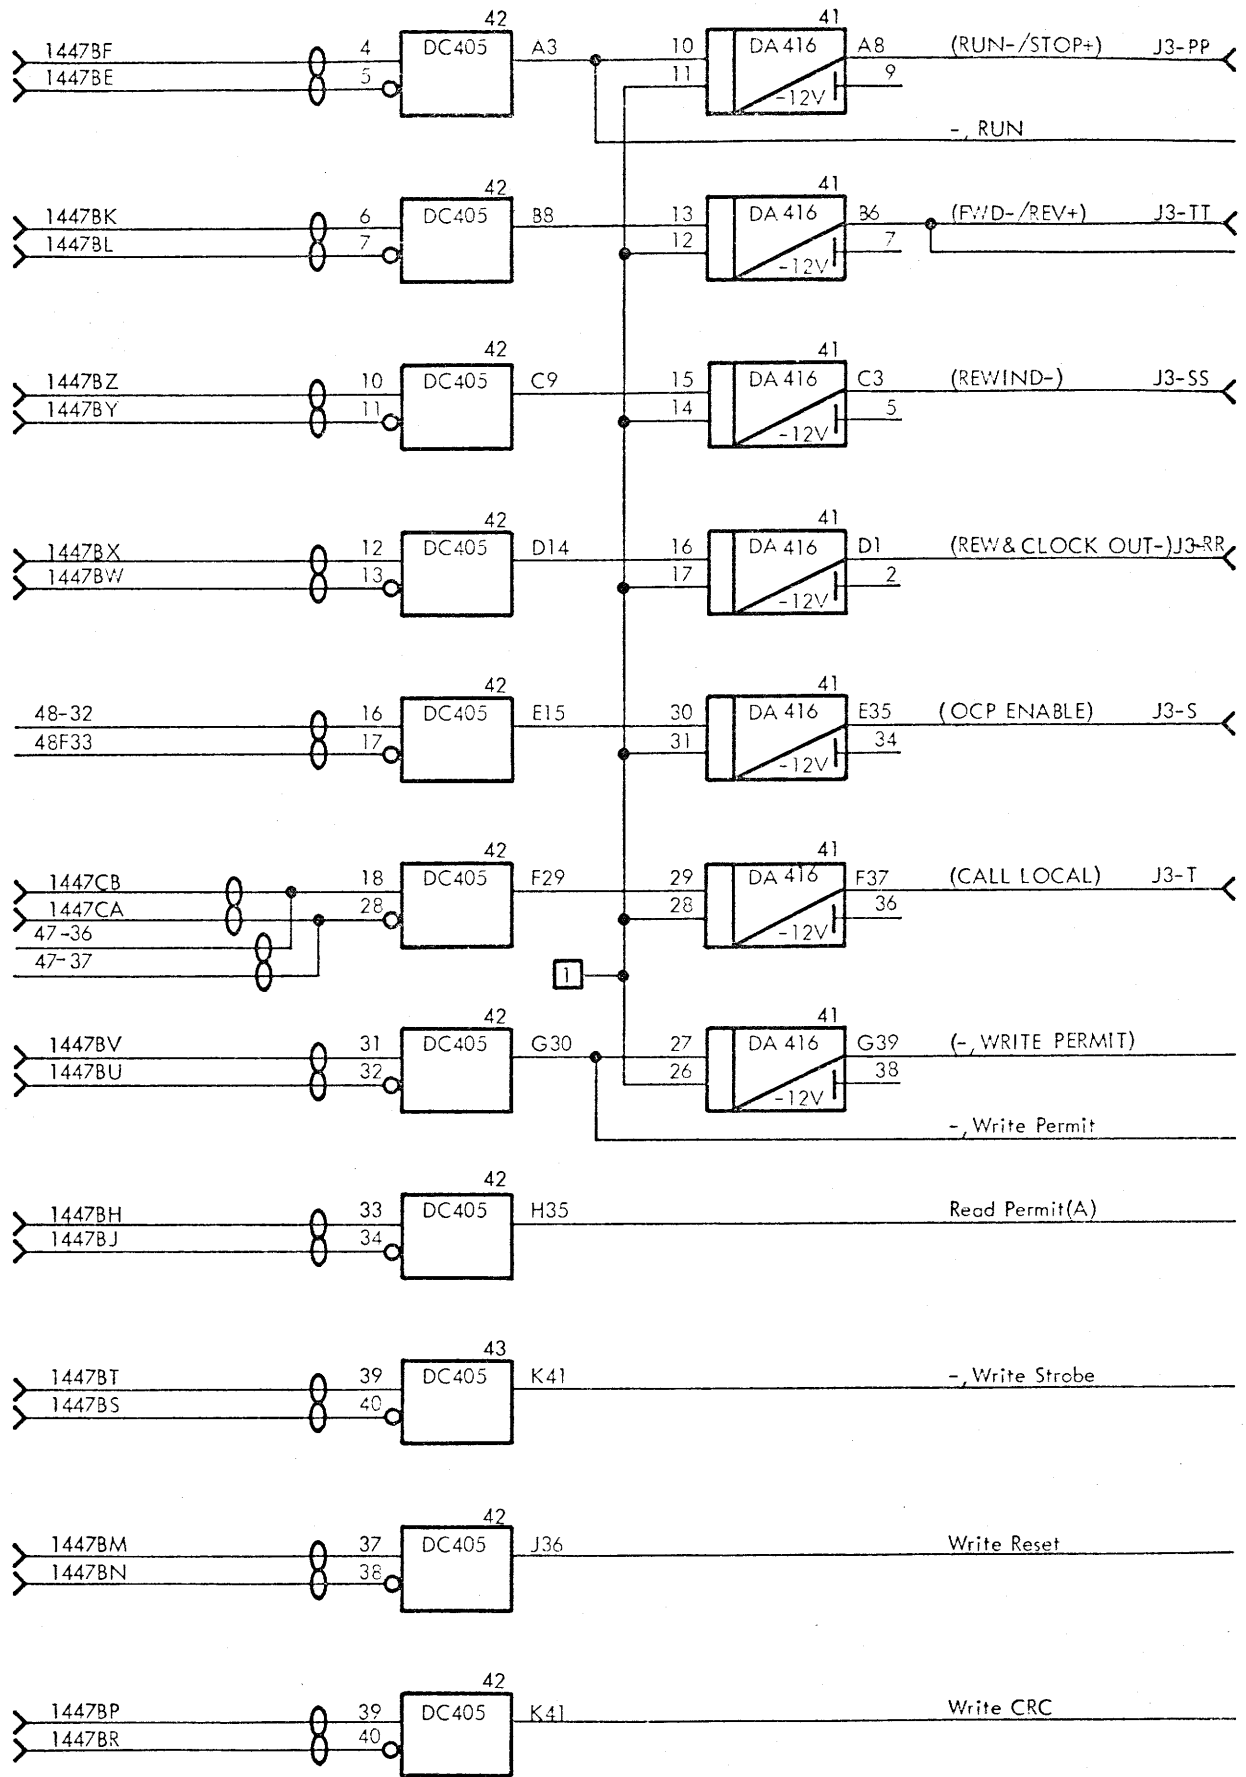 42 41
1447BF 4 DC405 A3 10 DA 416 A8 (RUN-/STOP+) J3-PP
1447BE 5 11 -12V 9
-, RUN
42 41
1447BK 6 DC405 B8 13 DA 416 B6 (FWD-/REV+) J3-TT
1447BL 7 12 -12V 7
42 41
1447BZ 10 DC405 C9 15 DA 416 C3 (REWIND-) J3-SS
1447BY 11 14 -12V 5
42 41
1447BX 12 DC405 D14 16 DA 416 D1 (REW & CLOCK OUT-) J3-RR
1447BW 13 17 -12V 2
42 41
48-32 16 DC405 E15 30 DA 416 E35 (OCP ENABLE) J3-S
48F33 17 31 -12V 34
42 41
1447CB 18 DC405 F29 29 DA 416 F37 (CALL LOCAL) J3-T
1447CA 28 28 -12V 36
47-36
47-37
1
42 41
1447BV 31 DC405 G30 27 DA 416 G39 (-, WRITE PERMIT)
1447BU 32 26 -12V 38
-, Write Permit
42
1447BH 33 DC405 H35 Read Permit(A)
1447BJ 34
43
1447BT 39 DC405 K41 -, Write Strobe
1447BS 40
42
1447BM 37 DC405 J36 Write Reset
1447BN 38
42
1447BP 39 DC405 K41 Write CRC
1447BR 40